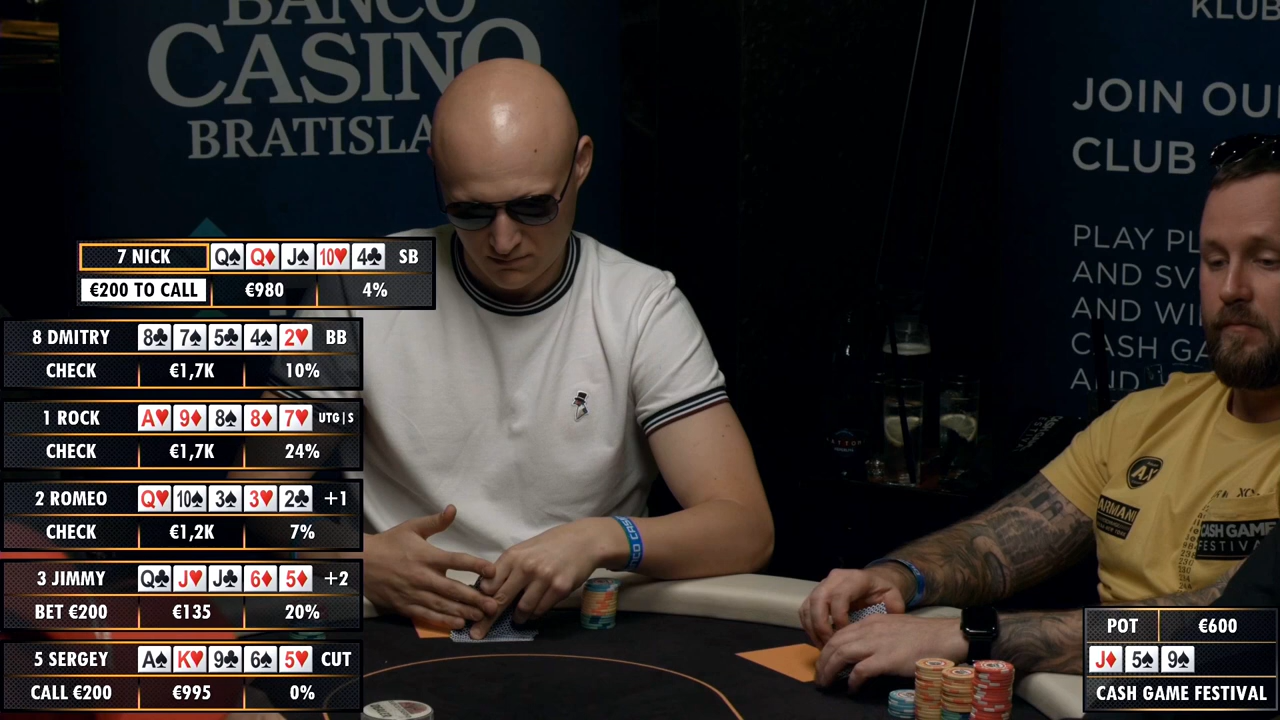 BANCO
CASINO
BRATISLA
KLUB
JOIN OU
CLUB
PLAY PL
AND SV
AND WI
CASH GA
AND
7 NICK Q♠ Q♦ J♠ 10♥ 4♣ SB
€200 TO CALL €980 4%
8 DMITRY 8♣ 7♠ 5♣ 4♠ 2♥ BB
CHECK €1,7K 10%
1 ROCK A♥ 9♦ 8♠ 8♦ 7♥ UTG|S
CHECK €1,7K 24%
2 ROMEO Q♥ 10♠ 3♠ 3♥ 2♣ +1
CHECK €1,2K 7%
3 JIMMY Q♣ J♥ J♣ 6♦ 5♦ +2
BET €200 €135 20%
5 SERGEY A♠ K♥ 9♣ 6♠ 5♥ CUT
CALL €200 €995 0%
ARMANI
CASH GAME
FESTIVA
POT €600
J♦ 5♠ 9♠
CASH GAME FESTIVAL